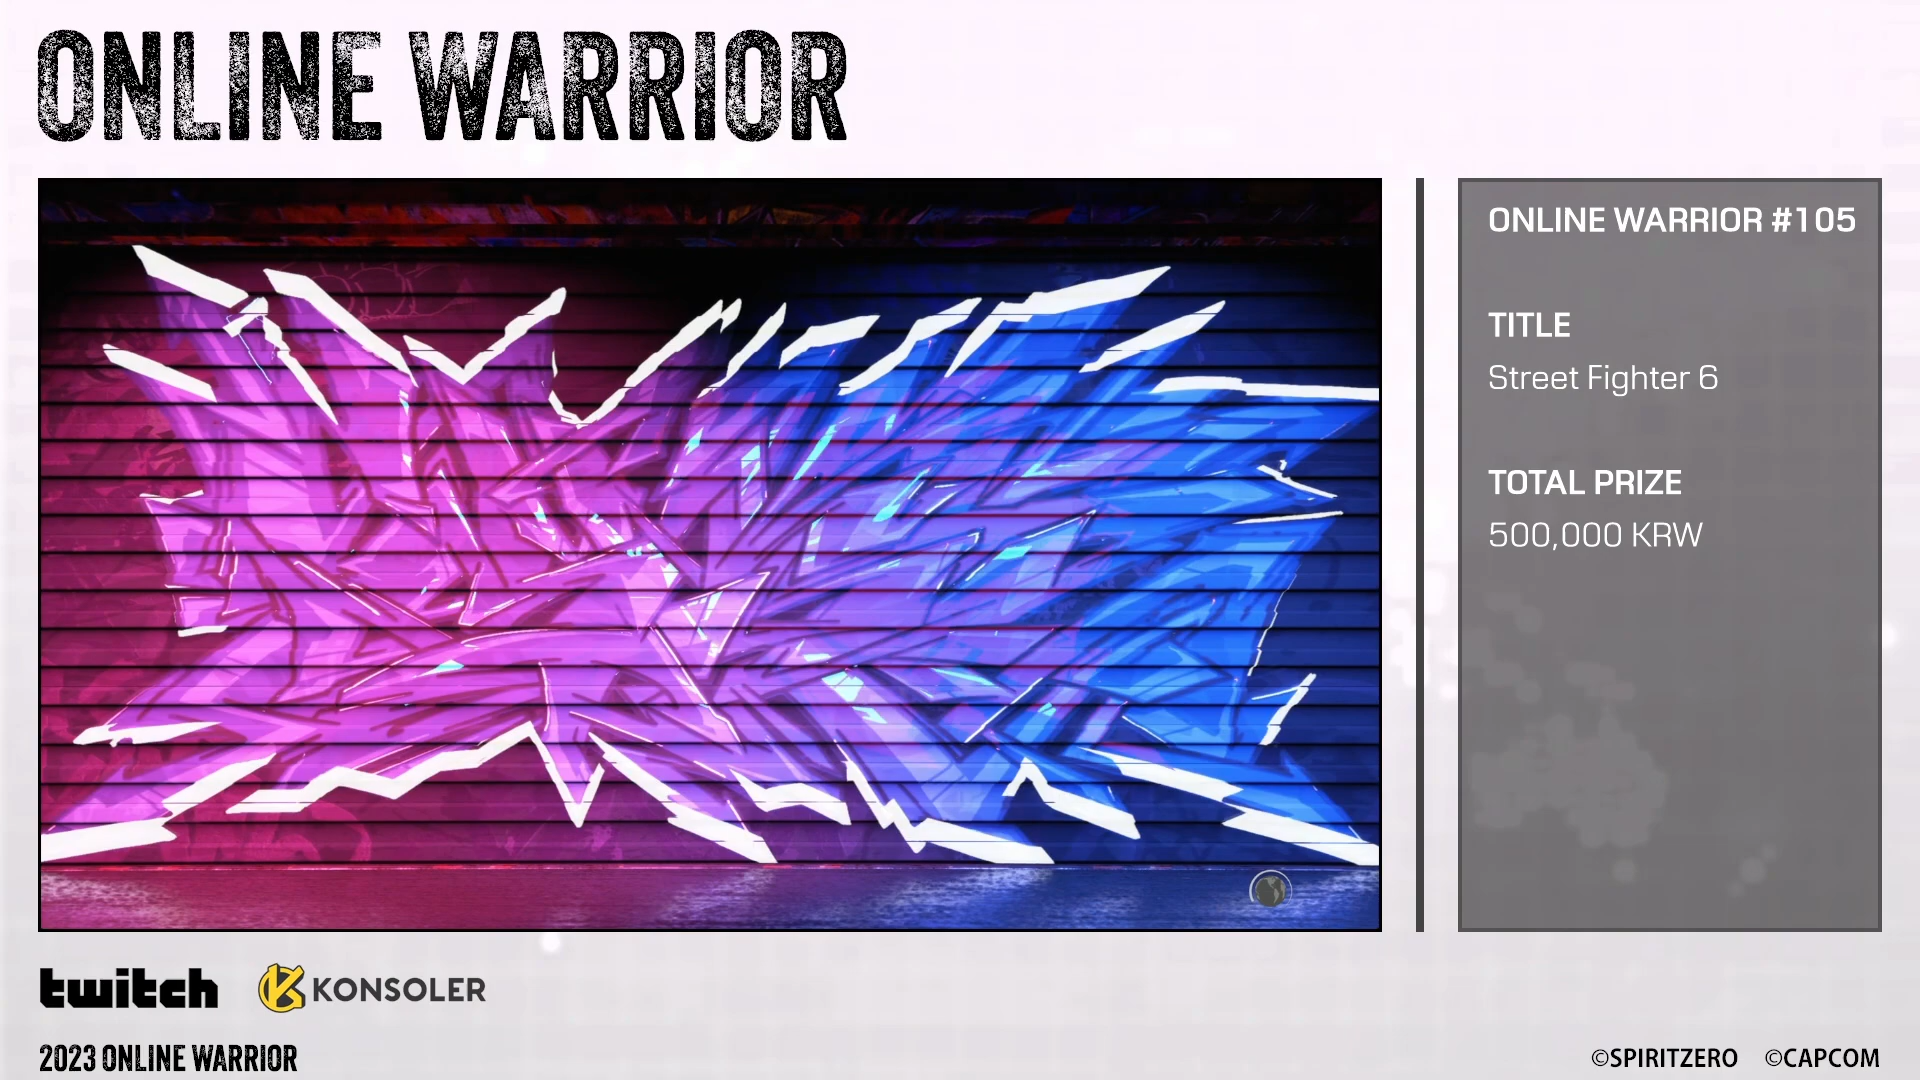 ONLINE WARRIOR
ONLINE WARRIOR #105
TITLE
Street Fighter 6
TOTAL PRIZE
500,000 KRW
twitch
KONSOLER
2023 ONLINE WARRIOR
©SPIRITZERO ©CAPCOM